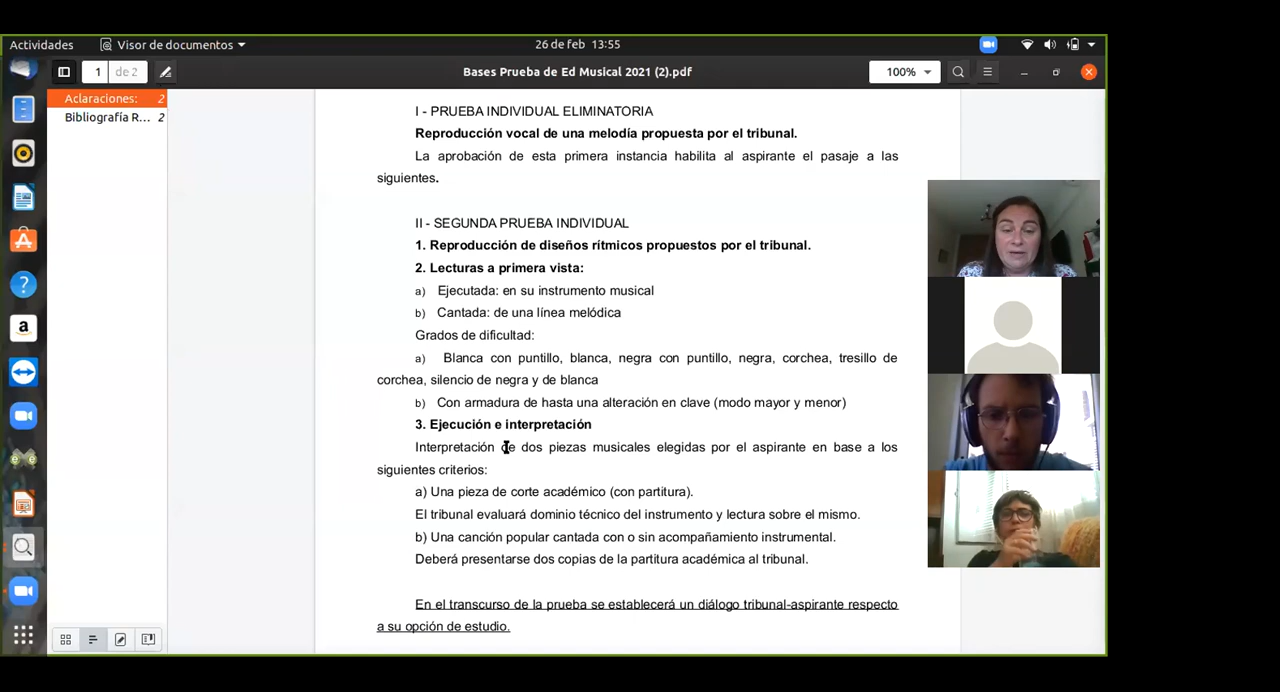 Actividades
Visor de documentos
26 de feb 13:55
1
de 2
Bases Prueba de Ed Musical 2021 (2).pdf
100%
Aclaraciones: 2
Bibliografía R... 2
I - PRUEBA INDIVIDUAL ELIMINATORIA
Reproducción vocal de una melodía propuesta por el tribunal.
La aprobación de esta primera instancia habilita al aspirante el pasaje a las
siguientes.
II - SEGUNDA PRUEBA INDIVIDUAL
1. Reproducción de diseños rítmicos propuestos por el tribunal.
2. Lecturas a primera vista:
a) Ejecutada: en su instrumento musical
b) Cantada: de una línea melódica
Grados de dificultad:
a) Blanca con puntillo, blanca, negra con puntillo, negra, corchea, tresillo de
corchea, silencio de negra y de blanca
b) Con armadura de hasta una alteración en clave (modo mayor y menor)
3. Ejecución e interpretación
Interpretación de dos piezas musicales elegidas por el aspirante en base a los
siguientes criterios:
a) Una pieza de corte académico (con partitura).
El tribunal evaluará dominio técnico del instrumento y lectura sobre el mismo.
b) Una canción popular cantada con o sin acompañamiento instrumental.
Deberá presentarse dos copias de la partitura académica al tribunal.
En el transcurso de la prueba se establecerá un diálogo tribunal-aspirante respecto
a su opción de estudio.